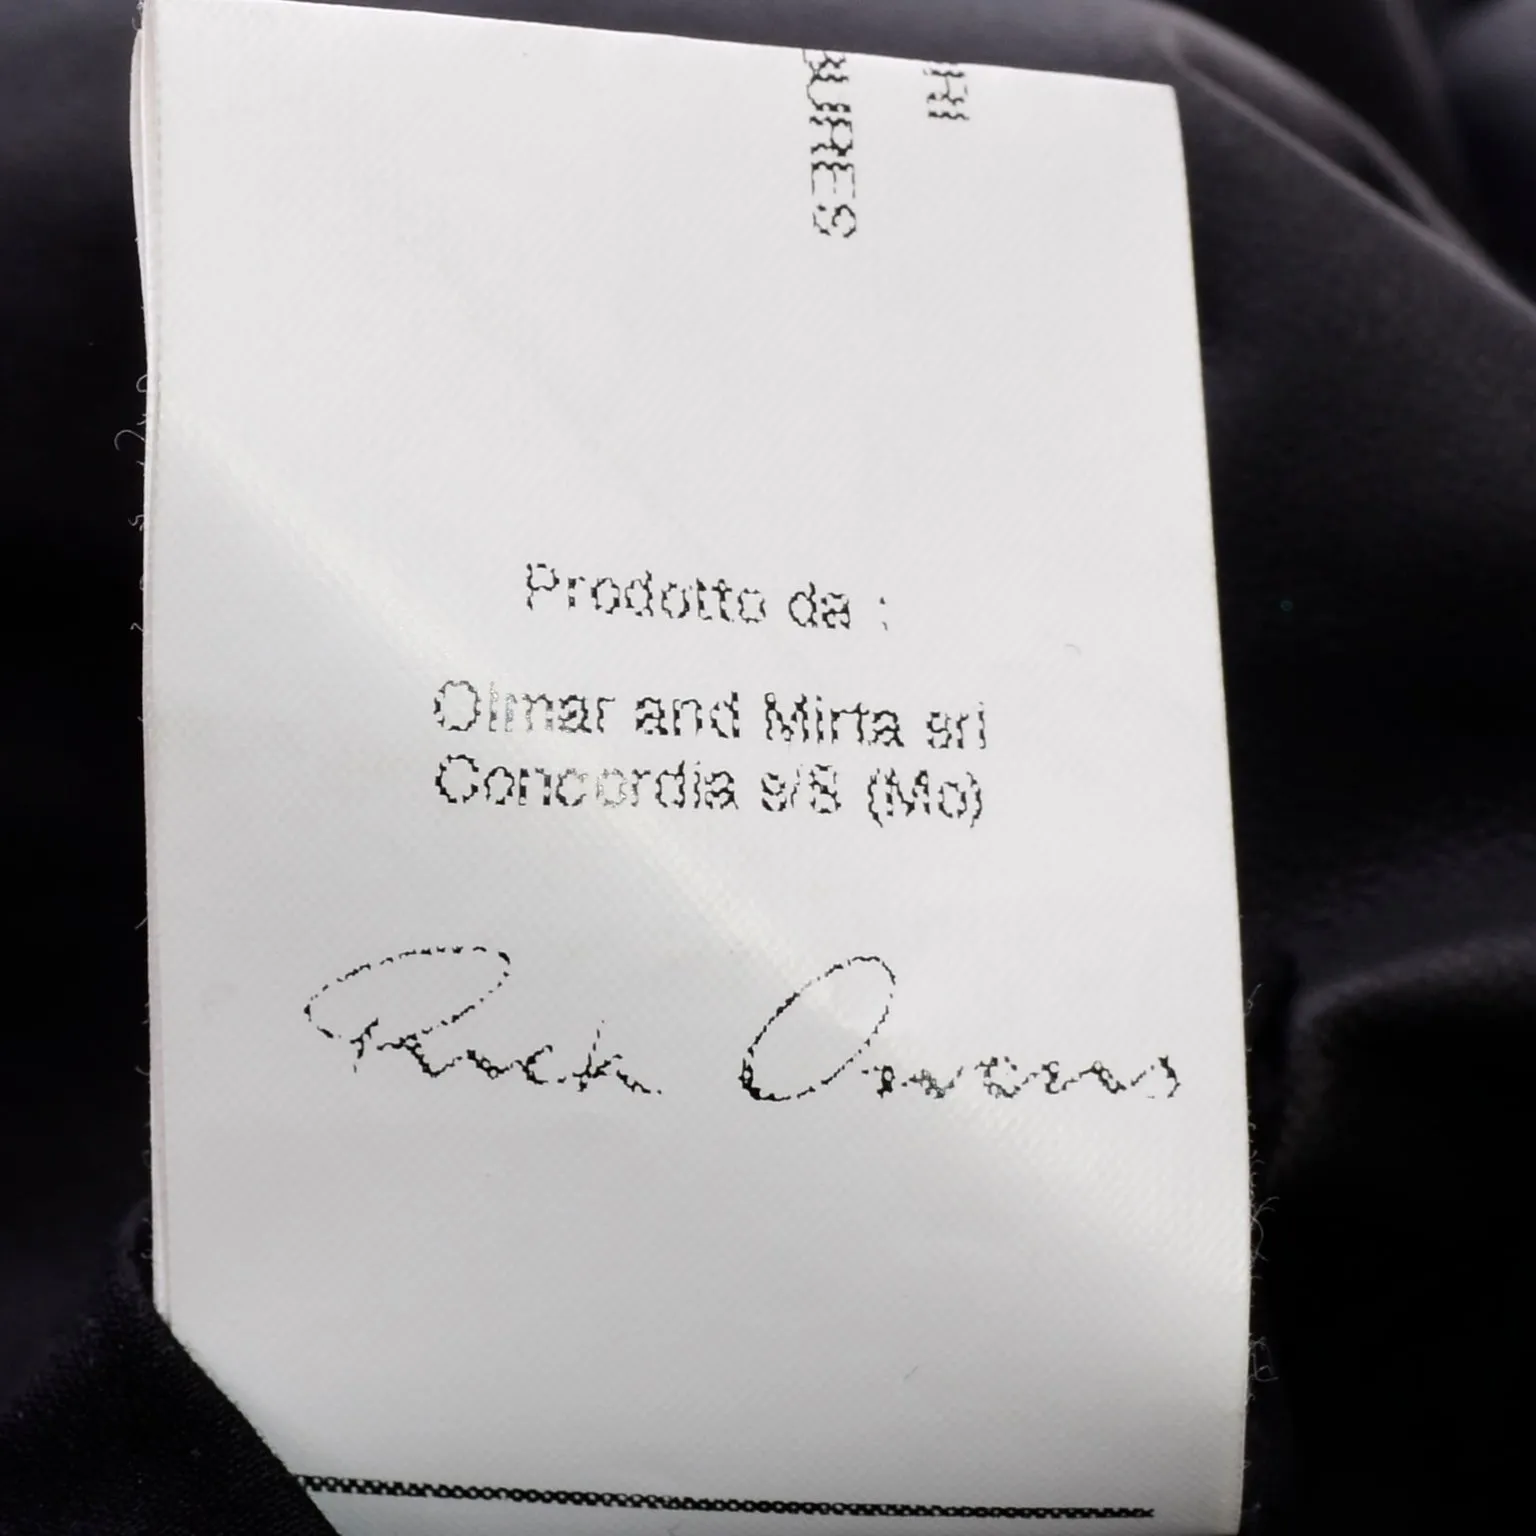 Prodotto da :
Olmar and Mirta srl
Concordia s/S (Mo)
Rick Owens